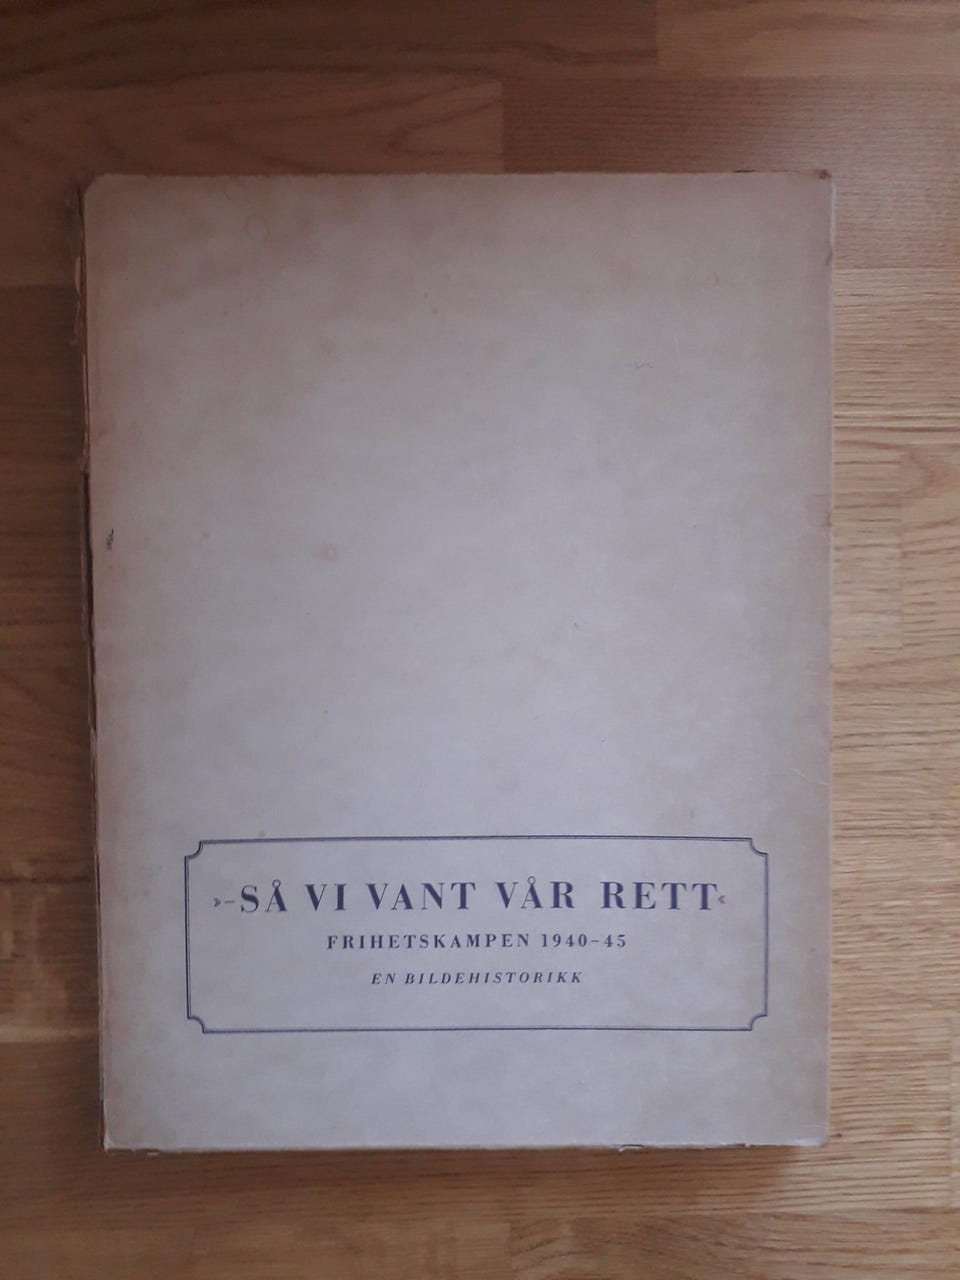 »–SÅ VI VANT VÅR RETT«
FRIHETSKAMPEN 1940–45
EN BILDEHISTORIKK